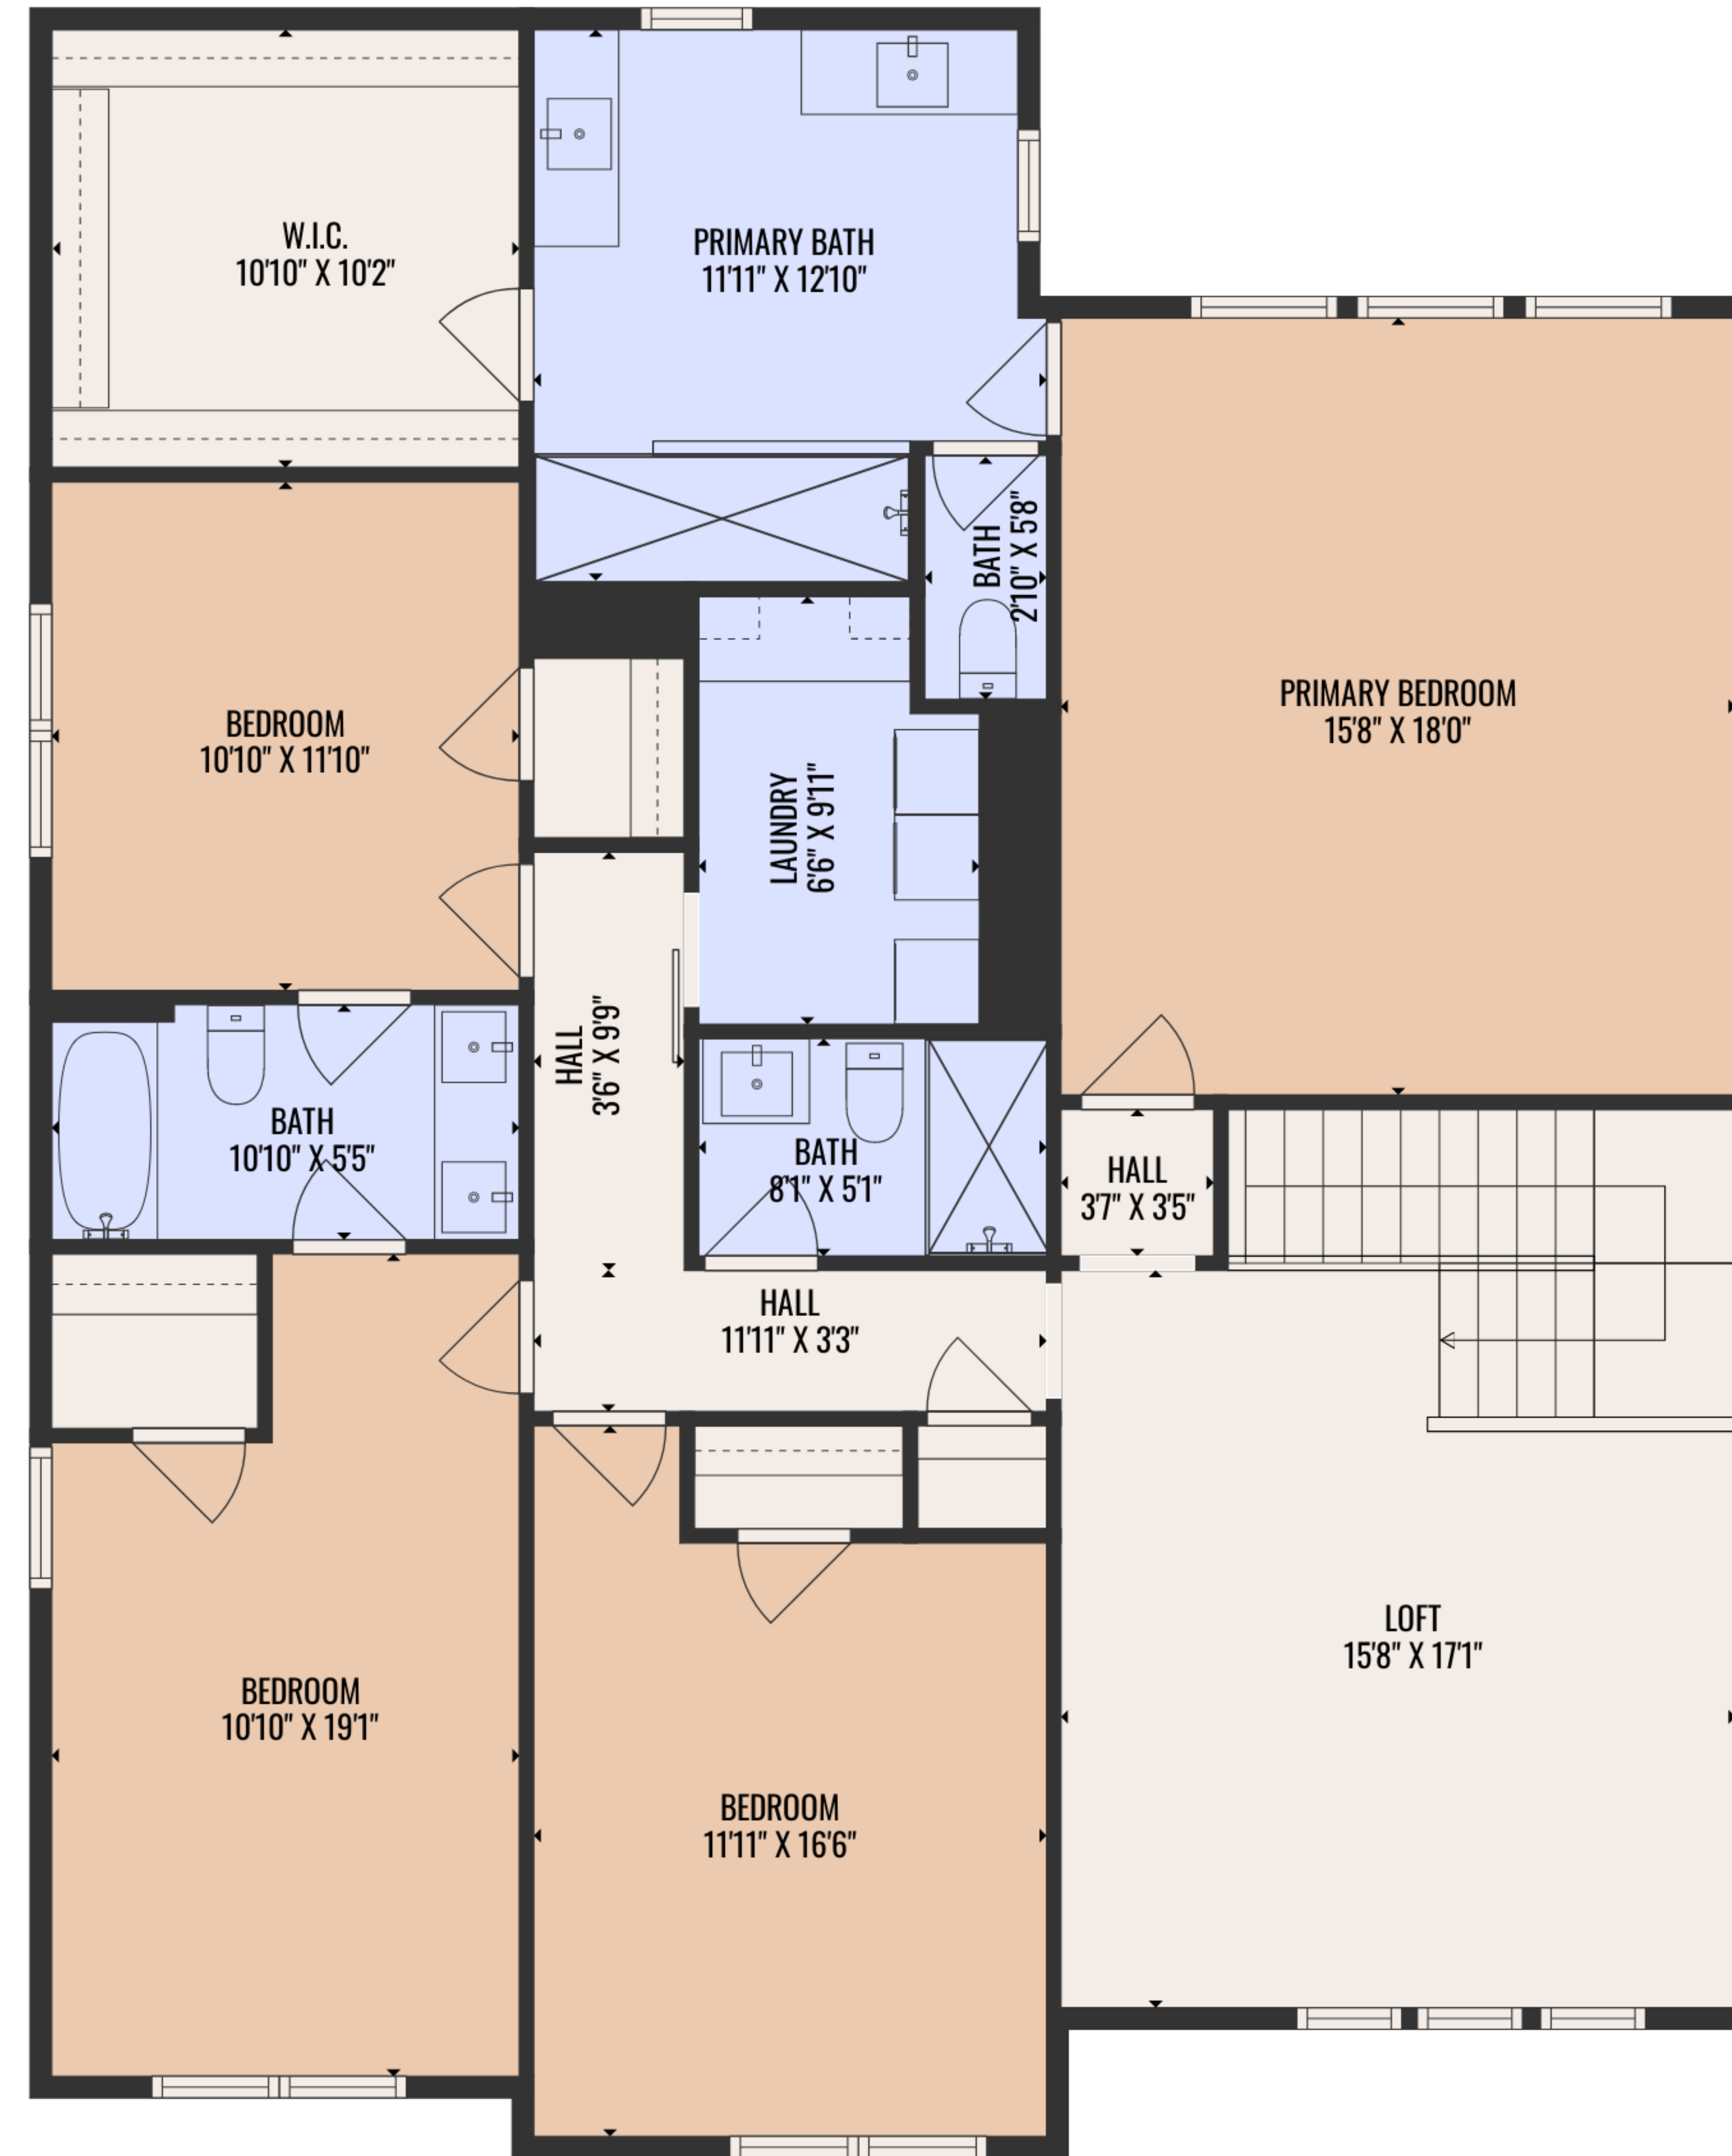 W.I.C.
10'10" X 10'2"
PRIMARY BATH
11'11" X 12'10"
BATH
2'10" X 5'8"
PRIMARY BEDROOM
15'8" X 18'0"
BEDROOM
10'10" X 11'10"
LAUNDRY
6'6" X 9'11"
HALL
3'6" X 9'9"
BATH
10'10" X 5'5"
BATH
8'1" X 5'1"
HALL
3'7" X 3'5"
HALL
11'11" X 3'3"
LOFT
15'8" X 17'1"
BEDROOM
10'10" X 19'1"
BEDROOM
11'11" X 16'6"